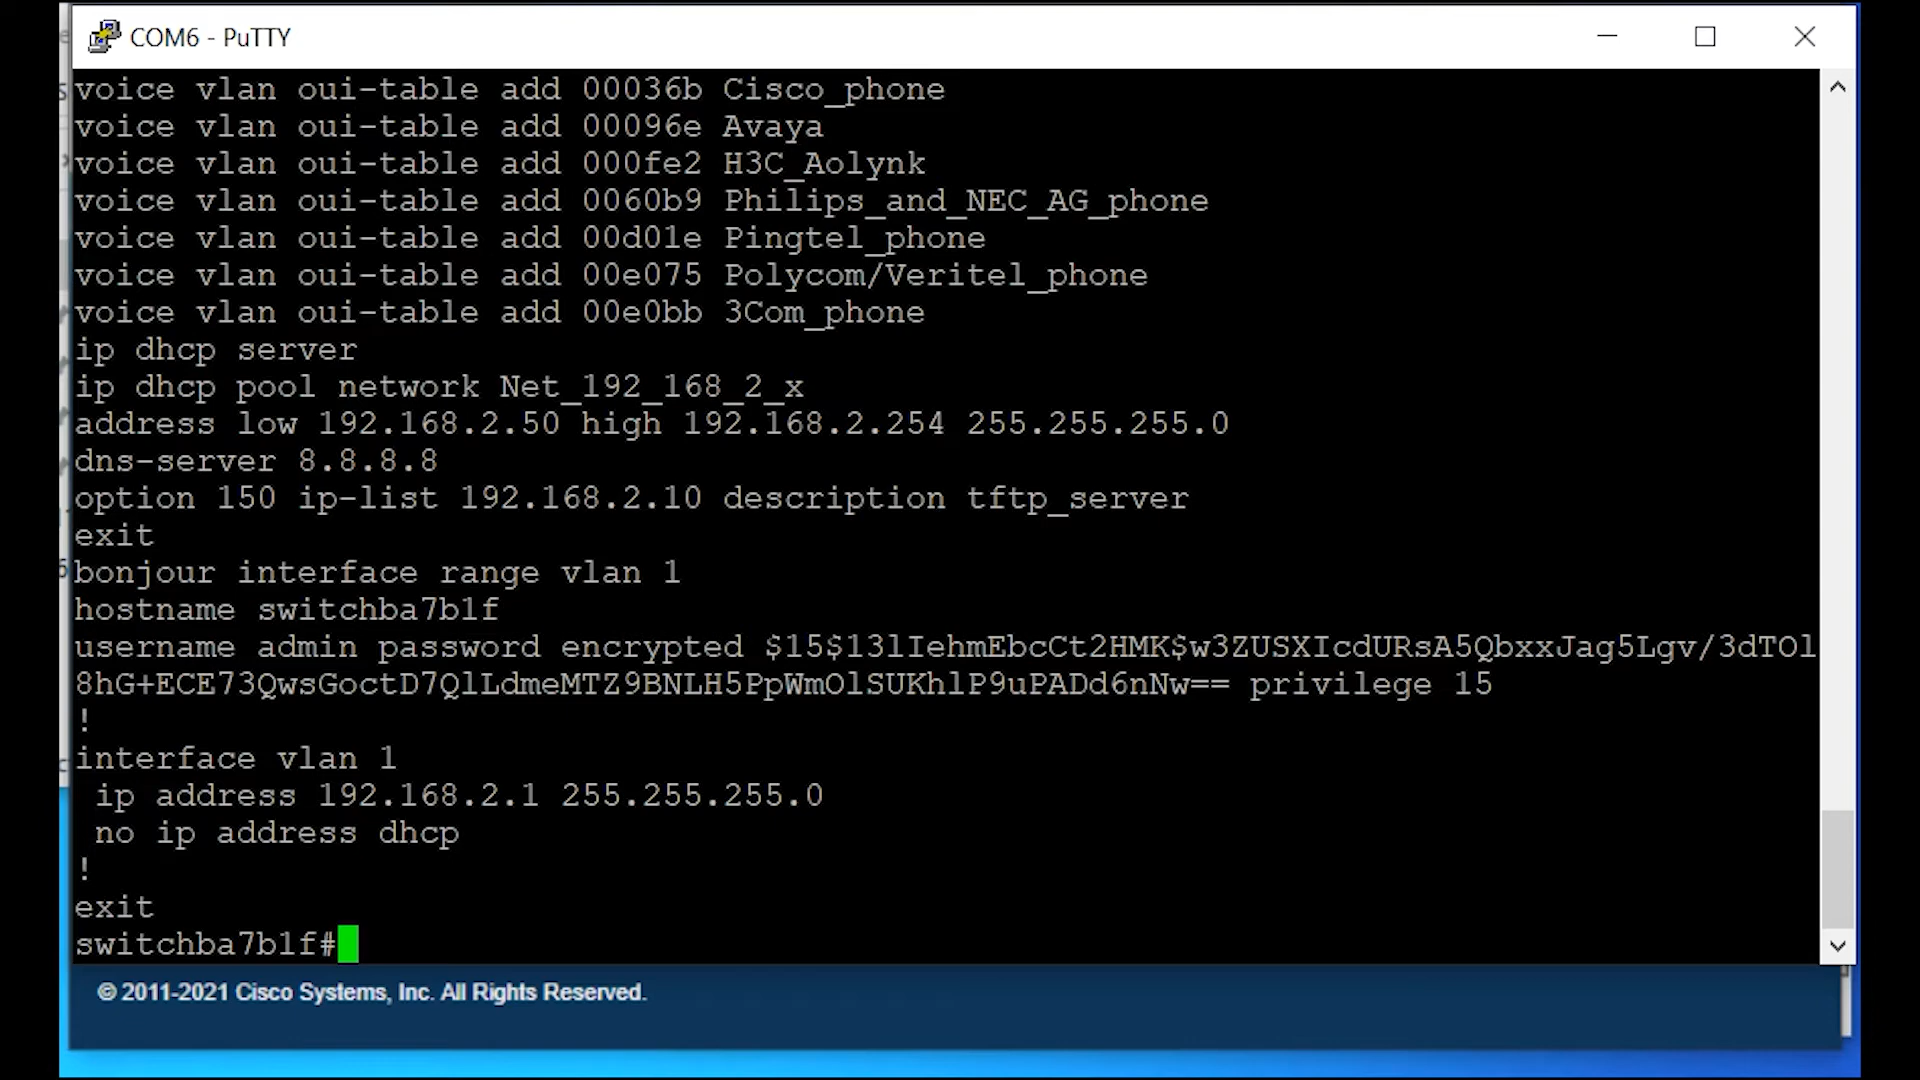 COM6 - PuTTY
voice vlan oui-table add 00036b Cisco_phone
voice vlan oui-table add 00096e Avaya
voice vlan oui-table add 000fe2 H3C_Aolynk
voice vlan oui-table add 0060b9 Philips_and_NEC_AG_phone
voice vlan oui-table add 00d01e Pingtel_phone
voice vlan oui-table add 00e075 Polycom/Veritel_phone
voice vlan oui-table add 00e0bb 3Com_phone
ip dhcp server
ip dhcp pool network Net_192_168_2_x
address low 192.168.2.50 high 192.168.2.254 255.255.255.0
dns-server 8.8.8.8
option 150 ip-list 192.168.2.10 description tftp_server
exit
bonjour interface range vlan 1
hostname switchba7b1f
username admin password encrypted $15$13lIehmEbcCt2HMK$w3ZUSXIcdURsA5QbxxJag5Lgv/3dTOl
8hG+ECE73QwsGoctD7QlLdmeMTZ9BNLH5PpWmOlSUKhlP9uPADd6nNw== privilege 15
!
interface vlan 1
ip address 192.168.2.1 255.255.255.0
no ip address dhcp
!
exit
switchba7b1f#
© 2011-2021 Cisco Systems, Inc. All Rights Reserved.